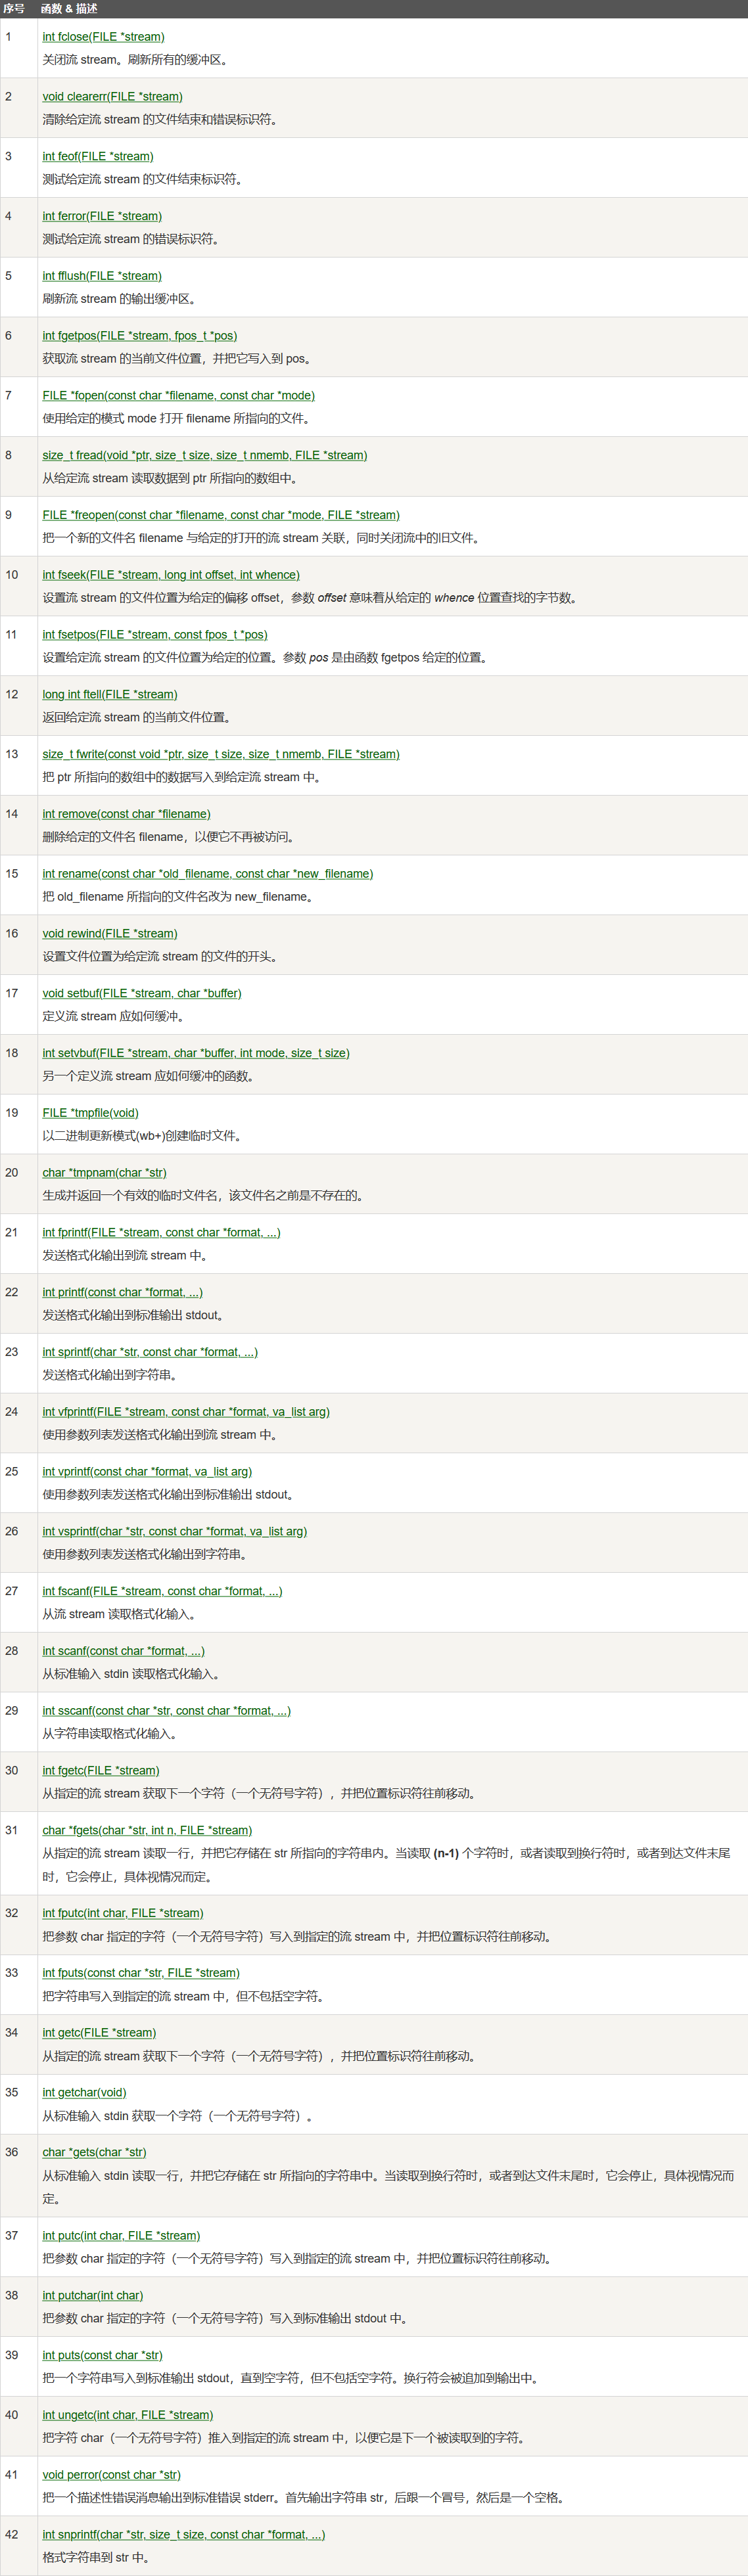 序号 函数 & 描述
1 int fclose(FILE *stream)
关闭流 stream。刷新所有的缓冲区。
2 void clearerr(FILE *stream)
清除给定流 stream 的文件结束和错误标识符。
3 int feof(FILE *stream)
测试给定流 stream 的文件结束标识符。
4 int ferror(FILE *stream)
测试给定流 stream 的错误标识符。
5 int fflush(FILE *stream)
刷新流 stream 的输出缓冲区。
6 int fgetpos(FILE *stream, fpos_t *pos)
获取流 stream 的当前文件位置，并把它写入到 pos。
7 FILE *fopen(const char *filename, const char *mode)
使用给定的模式 mode 打开 filename 所指向的文件。
8 size_t fread(void *ptr, size_t size, size_t nmemb, FILE *stream)
从给定流 stream 读取数据到 ptr 所指向的数组中。
9 FILE *freopen(const char *filename, const char *mode, FILE *stream)
把一个新的文件名 filename 与给定的打开的流 stream 关联，同时关闭流中的旧文件。
10 int fseek(FILE *stream, long int offset, int whence)
设置流 stream 的文件位置为给定的偏移 offset，参数 offset 意味着从给定的 whence 位置查找的字节数。
11 int fsetpos(FILE *stream, const fpos_t *pos)
设置给定流 stream 的文件位置为给定的位置。参数 pos 是由函数 fgetpos 给定的位置。
12 long int ftell(FILE *stream)
返回给定流 stream 的当前文件位置。
13 size_t fwrite(const void *ptr, size_t size, size_t nmemb, FILE *stream)
把 ptr 所指向的数组中的数据写入到给定流 stream 中。
14 int remove(const char *filename)
删除给定的文件名 filename，以便它不再被访问。
15 int rename(const char *old_filename, const char *new_filename)
把 old_filename 所指向的文件名改为 new_filename。
16 void rewind(FILE *stream)
设置文件位置为给定流 stream 的文件的开头。
17 void setbuf(FILE *stream, char *buffer)
定义流 stream 应如何缓冲。
18 int setvbuf(FILE *stream, char *buffer, int mode, size_t size)
另一个定义流 stream 应如何缓冲的函数。
19 FILE *tmpfile(void)
以二进制更新模式(wb+)创建临时文件。
20 char *tmpnam(char *str)
生成并返回一个有效的临时文件名，该文件名之前是不存在的。
21 int fprintf(FILE *stream, const char *format, ...)
发送格式化输出到流 stream 中。
22 int printf(const char *format, ...)
发送格式化输出到标准输出 stdout。
23 int sprintf(char *str, const char *format, ...)
发送格式化输出到字符串。
24 int vfprintf(FILE *stream, const char *format, va_list arg)
使用参数列表发送格式化输出到流 stream 中。
25 int vprintf(const char *format, va_list arg)
使用参数列表发送格式化输出到标准输出 stdout。
26 int vsprintf(char *str, const char *format, va_list arg)
使用参数列表发送格式化输出到字符串。
27 int fscanf(FILE *stream, const char *format, ...)
从流 stream 读取格式化输入。
28 int scanf(const char *format, ...)
从标准输入 stdin 读取格式化输入。
29 int sscanf(const char *str, const char *format, ...)
从字符串读取格式化输入。
30 int fgetc(FILE *stream)
从指定的流 stream 获取下一个字符（一个无符号字符），并把位置标识符往前移动。
31 char *fgets(char *str, int n, FILE *stream)
从指定的流 stream 读取一行，并把它存储在 str 所指向的字符串内。当读取 (n-1) 个字符时，或者读取到换行符时，或者到达文件末尾
时，它会停止，具体视情况而定。
32 int fputc(int char, FILE *stream)
把参数 char 指定的字符（一个无符号字符）写入到指定的流 stream 中，并把位置标识符往前移动。
33 int fputs(const char *str, FILE *stream)
把字符串写入到指定的流 stream 中，但不包括空字符。
34 int getc(FILE *stream)
从指定的流 stream 获取下一个字符（一个无符号字符），并把位置标识符往前移动。
35 int getchar(void)
从标准输入 stdin 获取一个字符（一个无符号字符）。
36 char *gets(char *str)
从标准输入 stdin 读取一行，并把它存储在 str 所指向的字符串中。当读取到换行符时，或者到达文件末尾时，它会停止，具体视情况而
定。
37 int putc(int char, FILE *stream)
把参数 char 指定的字符（一个无符号字符）写入到指定的流 stream 中，并把位置标识符往前移动。
38 int putchar(int char)
把参数 char 指定的字符（一个无符号字符）写入到标准输出 stdout 中。
39 int puts(const char *str)
把一个字符串写入到标准输出 stdout，直到空字符，但不包括空字符。换行符会被追加到输出中。
40 int ungetc(int char, FILE *stream)
把字符 char（一个无符号字符）推入到指定的流 stream 中，以便它是下一个被读取到的字符。
41 void perror(const char *str)
把一个描述性错误消息输出到标准错误 stderr。首先输出字符串 str，后跟一个冒号，然后是一个空格。
42 int snprintf(char *str, size_t size, const char *format, ...)
格式字符串到 str 中。